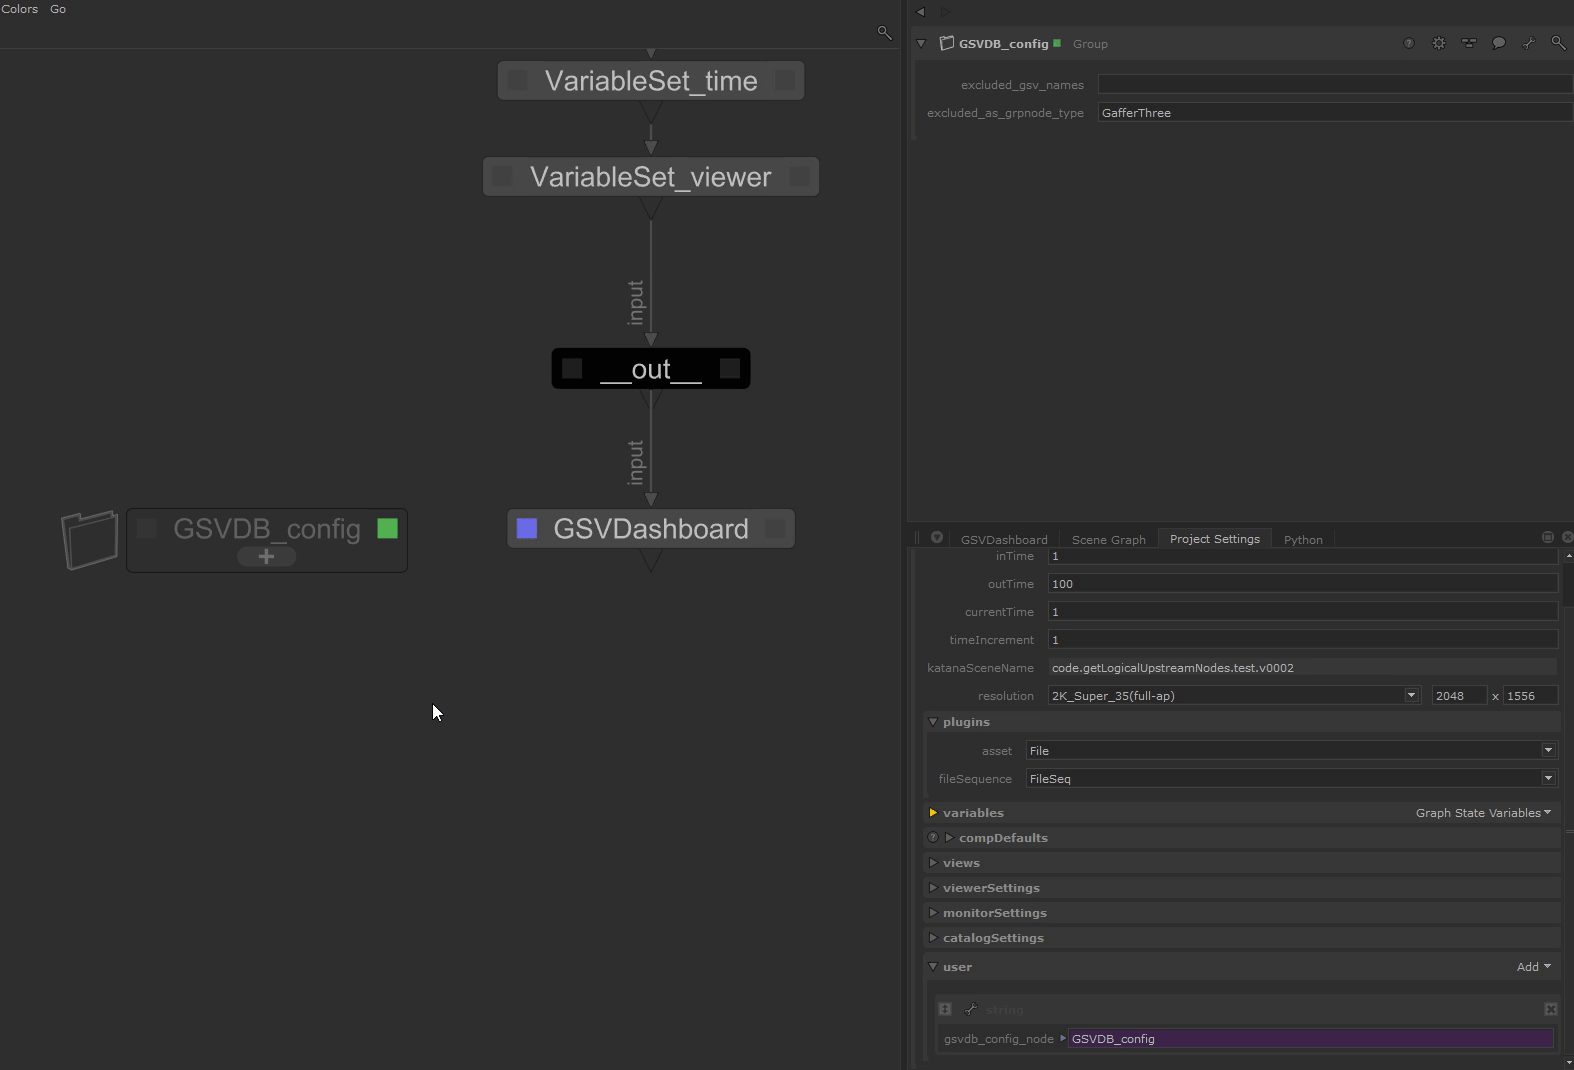 Colors Go
VariableSet_time
VariableSet_viewer
input
__out__
input
GSVDB_config
GSVDashboard
GSVDB_config Group
excluded_gsv_names
excluded_as_grpnode_type GafferThree
GSVDashboard Scene Graph Project Settings Python
inTime 1
outTime 100
currentTime 1
timeIncrement 1
katanaSceneName code.getLogicalUpstreamNodes.test.v0002
resolution 2K_Super_35(full-ap) 2048 x 1556
plugins
asset File
fileSequence FileSeq
variables Graph State Variables
compDefaults
views
viewerSettings
monitorSettings
catalogSettings
user Add
string
gsvdb_config_node GSVDB_config